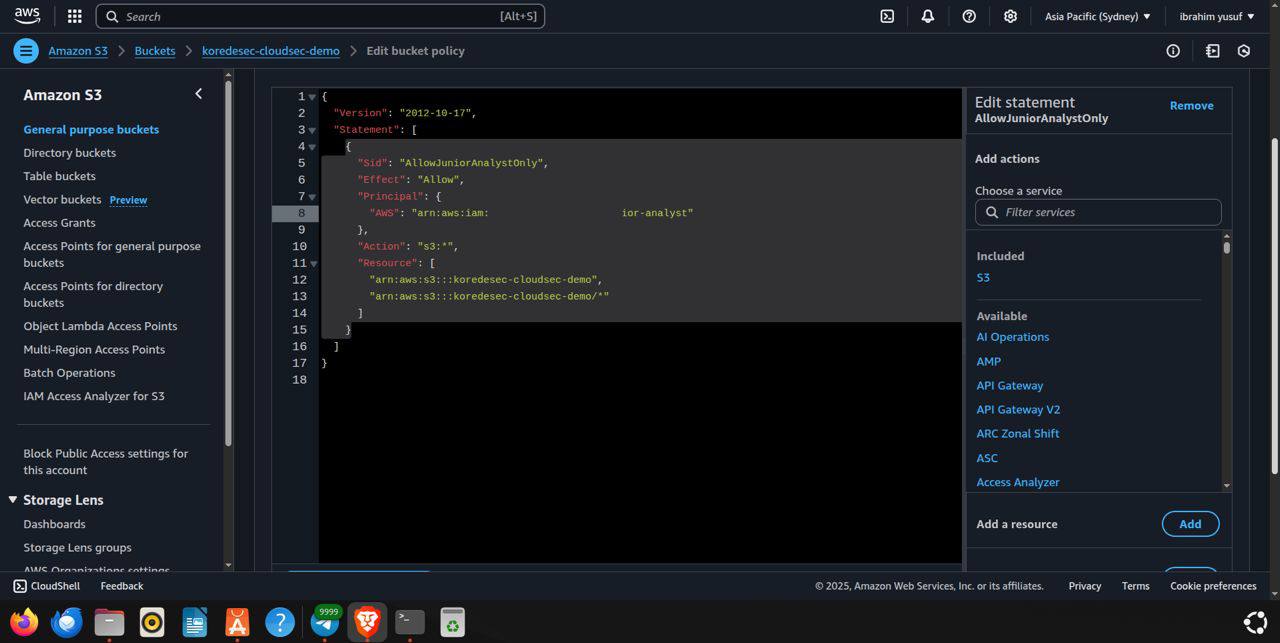 aws
Search [Alt+S]
Asia Pacific (Sydney)
ibrahim yusuf
Amazon S3 > Buckets > koredesec-cloudsec-demo > Edit bucket policy
Amazon S3
General purpose buckets
Directory buckets
Table buckets
Vector buckets Preview
Access Grants
Access Points for general purpose
buckets
Access Points for directory
buckets
Object Lambda Access Points
Multi-Region Access Points
Batch Operations
IAM Access Analyzer for S3
Block Public Access settings for
this account
Storage Lens
Dashboards
Storage Lens groups
AWS Organizations settings
1 {
2 "Version": "2012-10-17",
3 "Statement": [
4 {
5 "Sid": "AllowJuniorAnalystOnly",
6 "Effect": "Allow",
7 "Principal": {
8 "AWS": "arn:aws:iam: ior-analyst"
9 },
10 "Action": "s3:*",
11 "Resource": [
12 "arn:aws:s3:::koredesec-cloudsec-demo",
13 "arn:aws:s3:::koredesec-cloudsec-demo/*"
14 ]
15 }
16 ]
17 }
18
Edit statement
Remove
AllowJuniorAnalystOnly
Add actions
Choose a service
Filter services
Included
S3
Available
AI Operations
AMP
API Gateway
API Gateway V2
ARC Zonal Shift
ASC
Access Analyzer
Add a resource
Add
CloudShell
Feedback
© 2025, Amazon Web Services, Inc. or its affiliates.
Privacy
Terms
Cookie preferences
9999